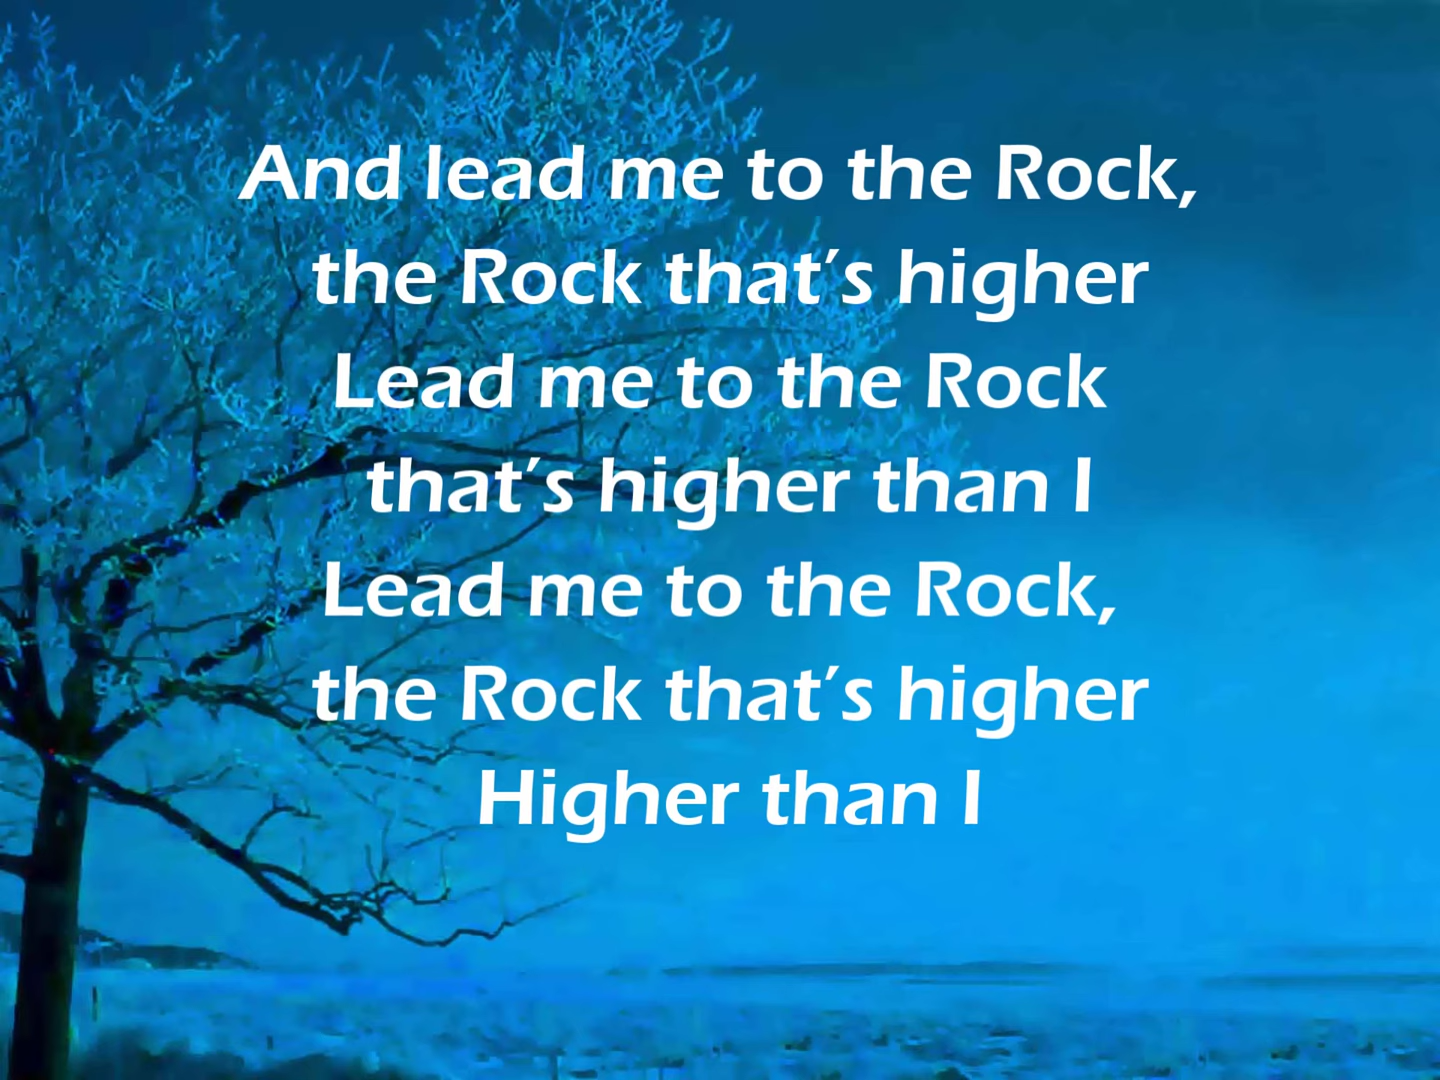 And lead me to the Rock,
the Rock that’s higher
Lead me to the Rock
that’s higher than I
Lead me to the Rock,
the Rock that’s higher
Higher than I